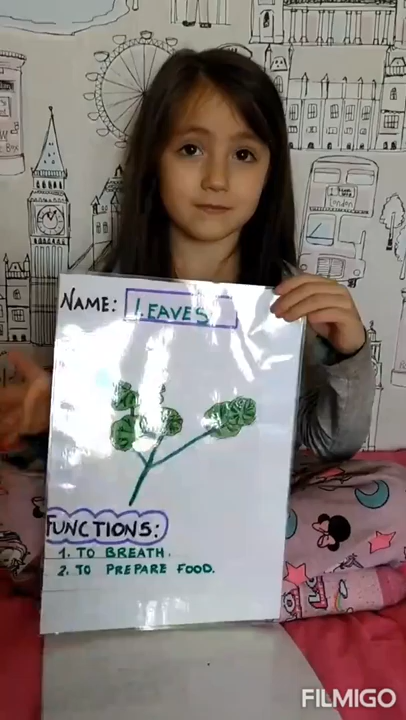 NAME: LEAVES
FUNCTIONS:
1. TO BREATH.
2. TO PREPARE FOOD.
FILMIGO